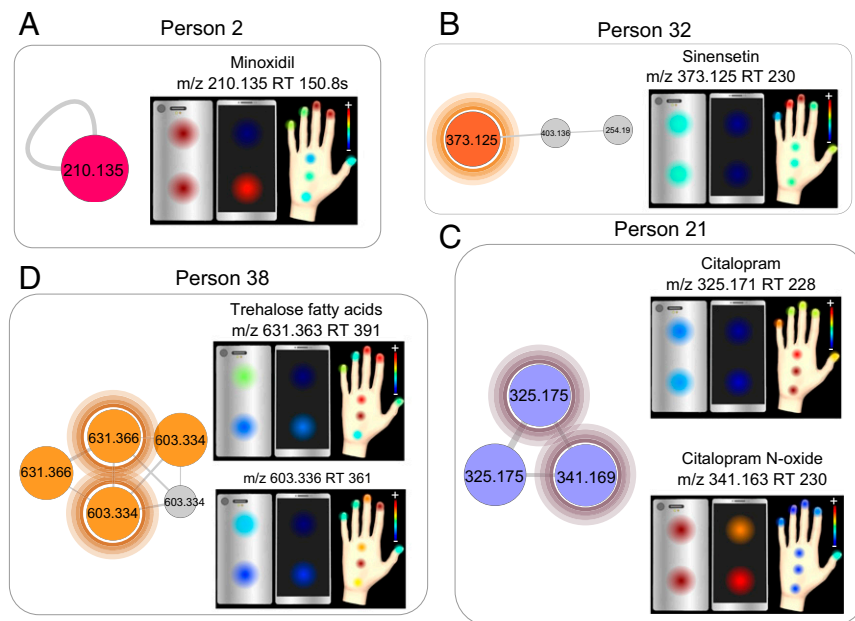 A
Person 2
Minoxidil
m/z 210.135 RT 150.8s
210.135
+
-
B
Person 32
Sinensetin
m/z 373.125 RT 230
373.125
403.136
254.19
+
-
C
Person 21
Citalopram
m/z 325.171 RT 228
+
-
325.175
325.175
341.169
Citalopram N-oxide
m/z 341.163 RT 230
+
-
D
Person 38
Trehalose fatty acids
m/z 631.363 RT 391
+
-
631.366
603.334
631.366
603.334
603.334
m/z 603.336 RT 361
+
-